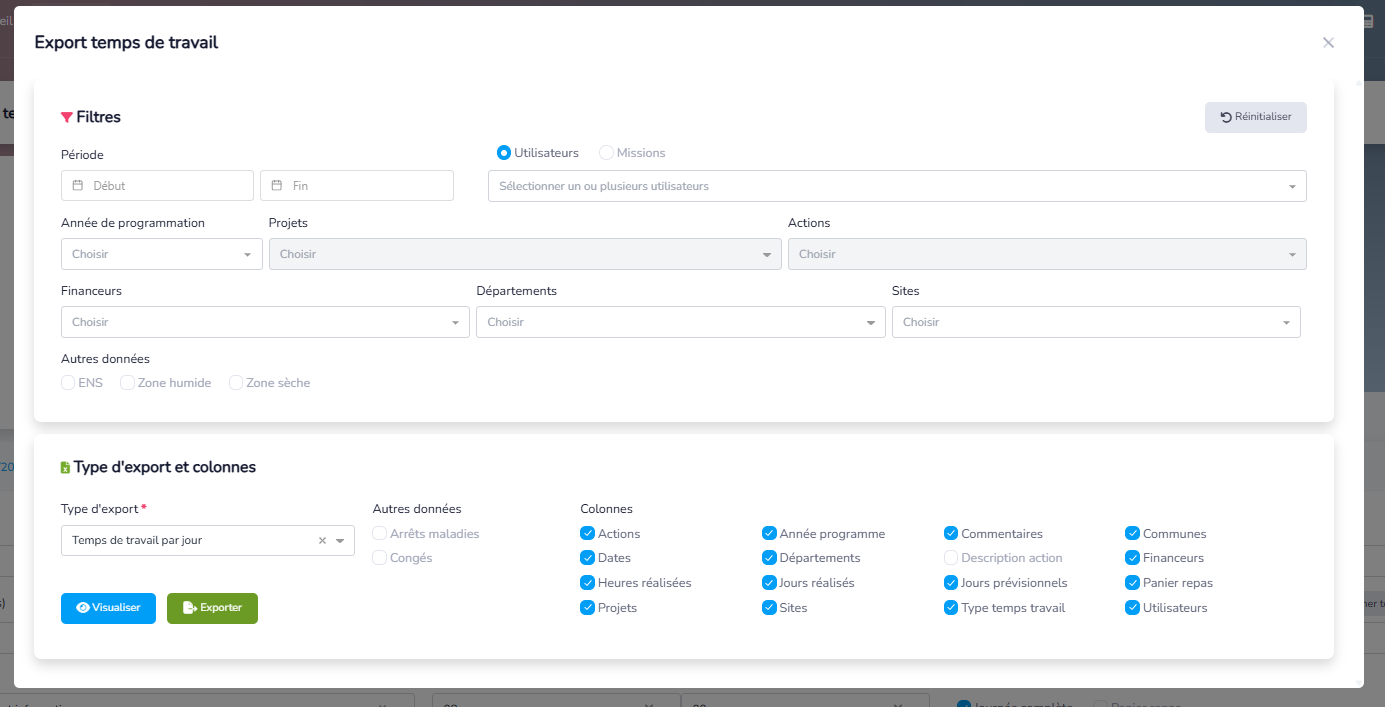 Export temps de travail
Filtres
Réinitialiser
Période
Utilisateurs Missions
Début Fin
Sélectionner un ou plusieurs utilisateurs
Année de programmation Projets Actions
Choisir Choisir Choisir
Financeurs Départements Sites
Choisir Choisir Choisir
Autres données
ENS Zone humide Zone sèche
Type d'export et colonnes
Type d'export * Autres données Colonnes
Temps de travail par jour
Arrêts maladies
Congés
Actions Année programme Commentaires Communes
Dates Départements Description action Financeurs
Heures réalisées Jours réalisés Jours prévisionnels Panier repas
Projets Sites Type temps travail Utilisateurs
Visualiser Exporter